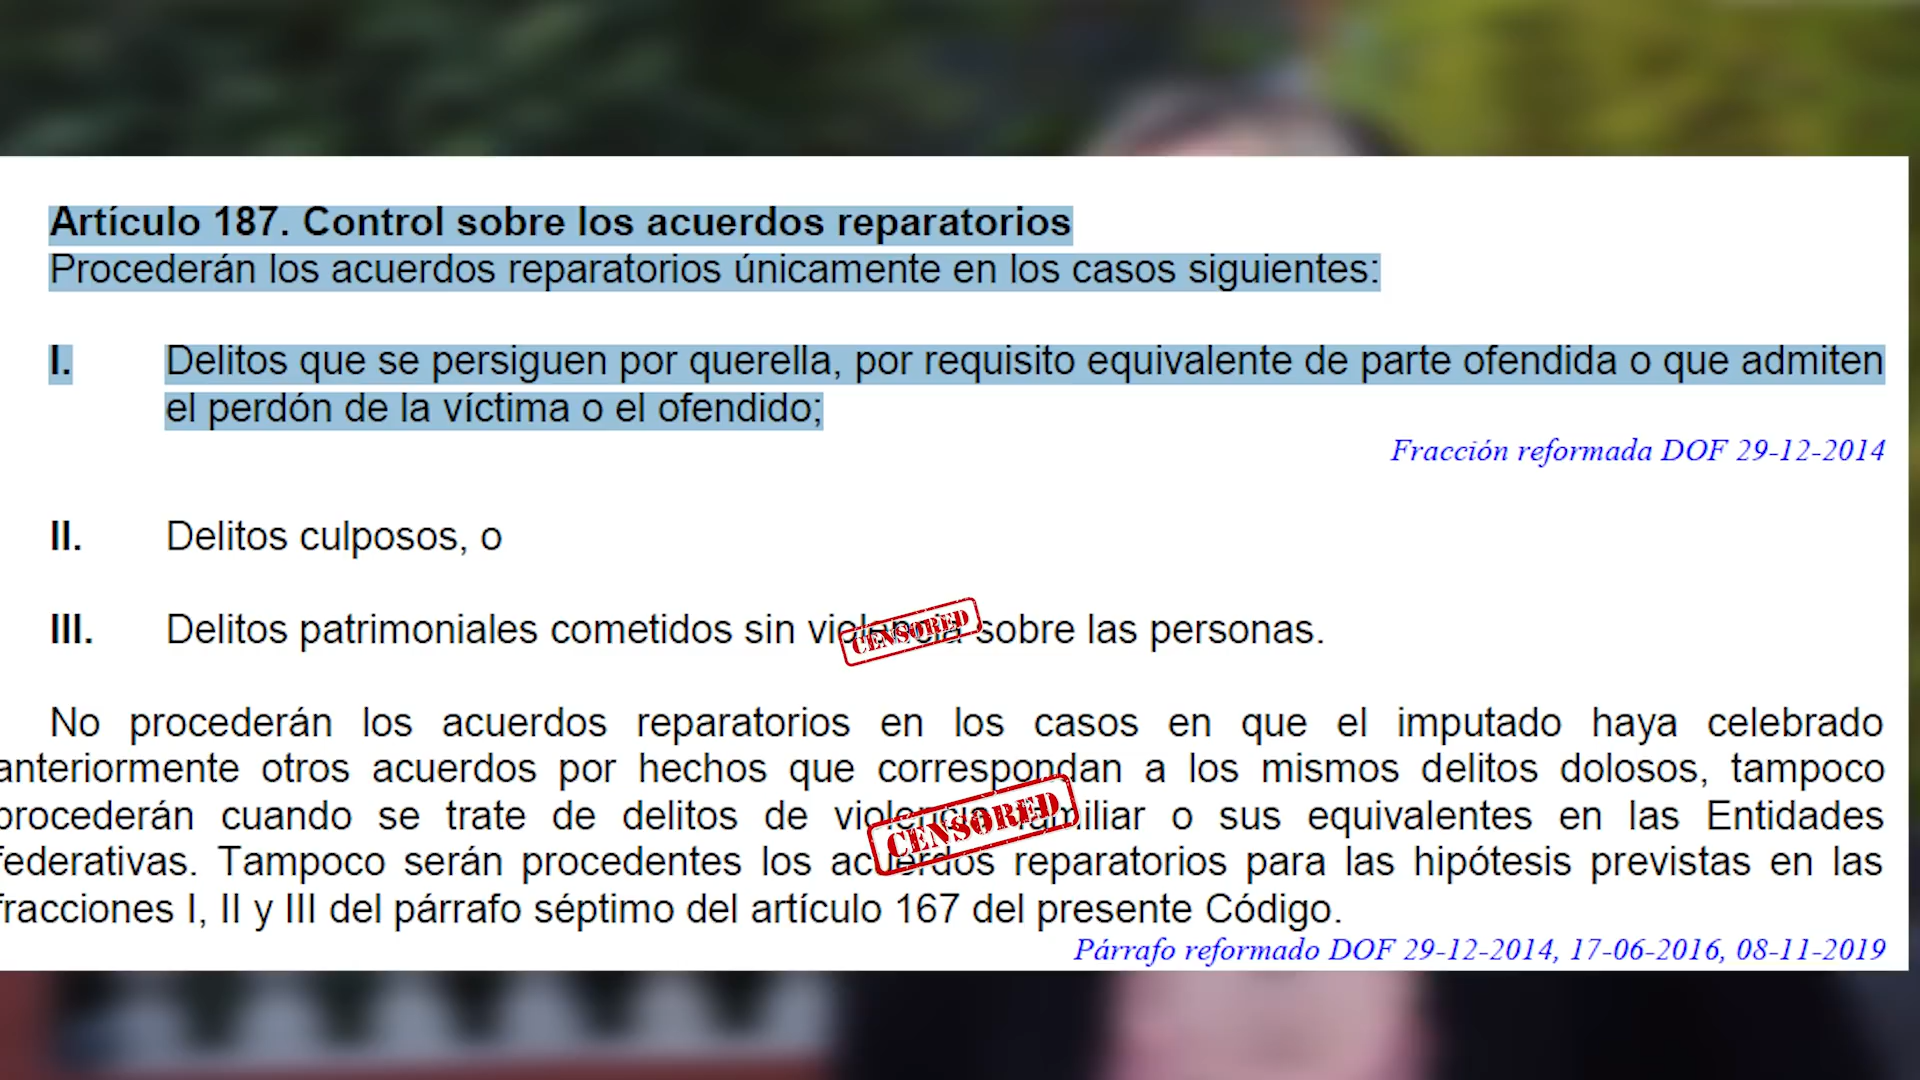 Artículo 187. Control sobre los acuerdos reparatorios
Procederán los acuerdos reparatorios únicamente en los casos siguientes:
I. Delitos que se persiguen por querella, por requisito equivalente de parte ofendida o que admiten
el perdón de la víctima o el ofendido;
Fracción reformada DOF 29-12-2014
II. Delitos culposos, o
III. Delitos patrimoniales cometidos sin violencia sobre las personas.
CENSORED
No procederán los acuerdos reparatorios en los casos en que el imputado haya celebrado
anteriormente otros acuerdos por hechos que correspondan a los mismos delitos dolosos, tampoco
procederán cuando se trate de delitos de violencia familiar o sus equivalentes en las Entidades
CENSORED
federativas. Tampoco serán procedentes los acuerdos reparatorios para las hipótesis previstas en las
fracciones I, II y III del párrafo séptimo del artículo 167 del presente Código.
Párrafo reformado DOF 29-12-2014, 17-06-2016, 08-11-2019